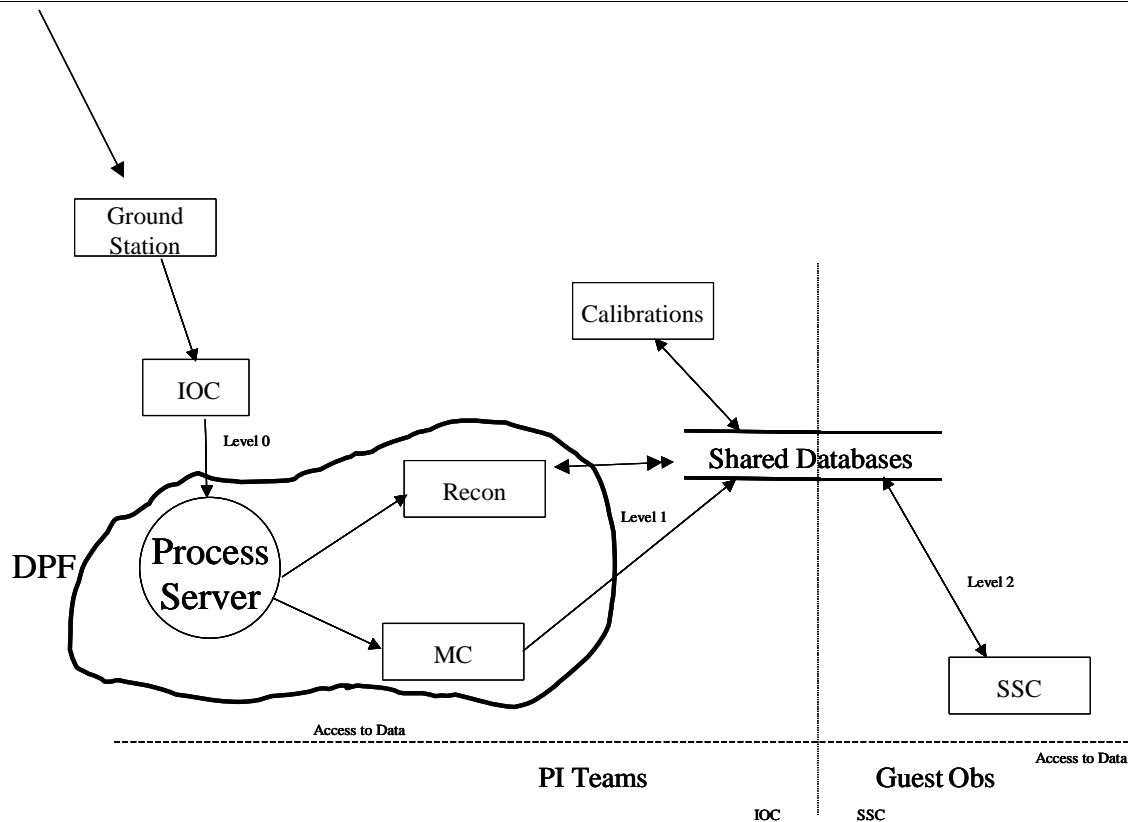 Ground
Station
Calibrations
IOC
Level 0
Shared Databases
Recon
Level 1
DPF
Process
Server
Level 2
MC
SSC
Access to Data
Access to Data
PI Teams
Guest Obs
IOC
SSC